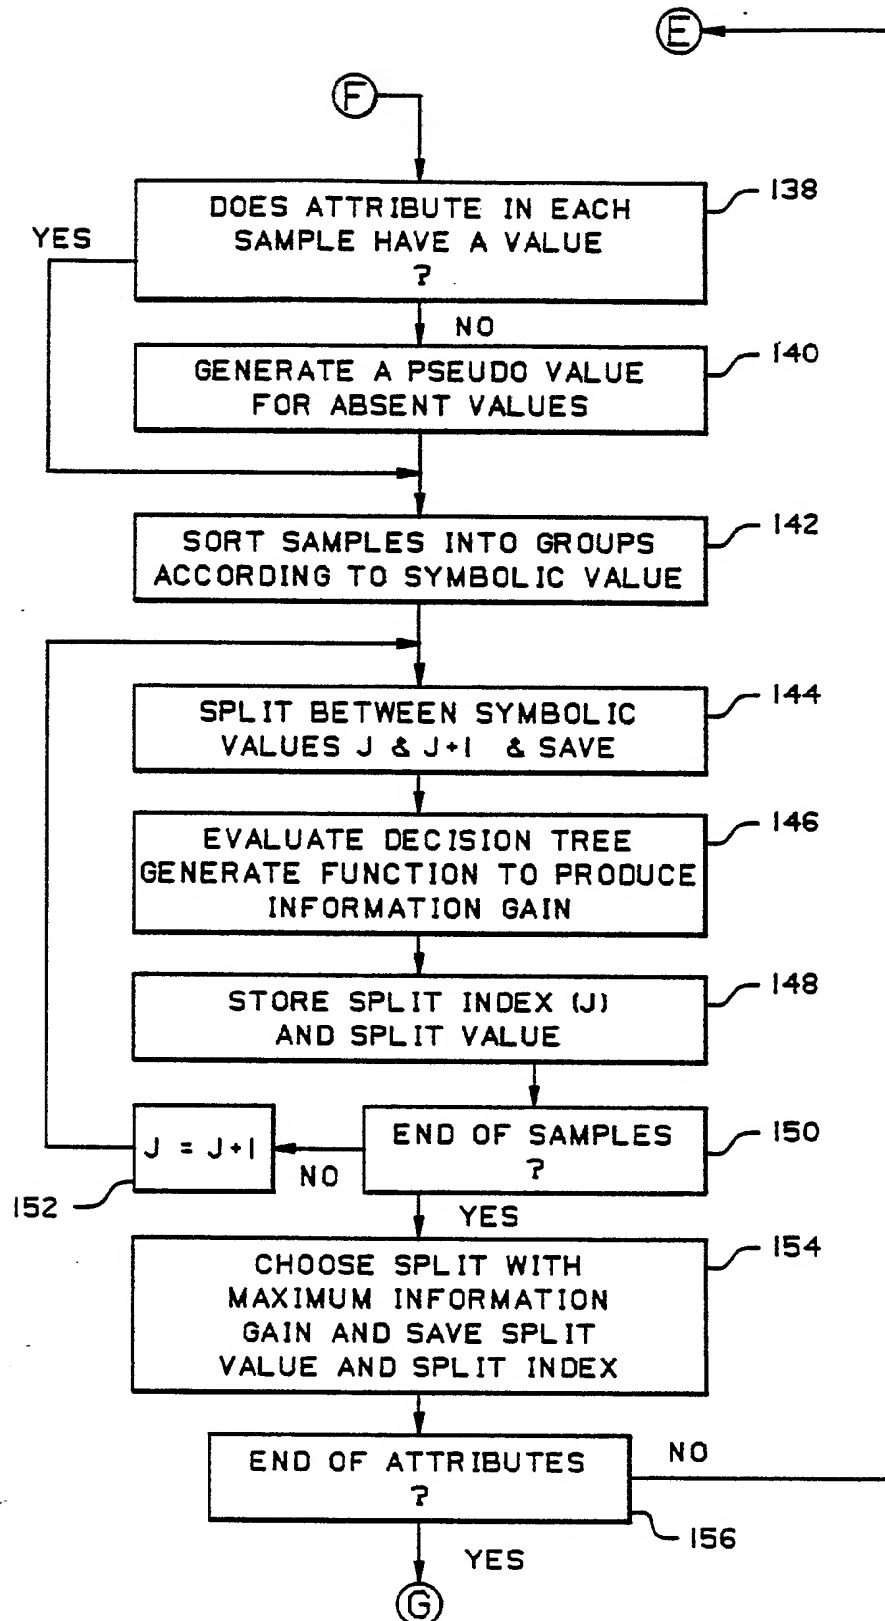 E
F
DOES ATTRIBUTE IN EACH
SAMPLE HAVE A VALUE
?
138
YES
NO
GENERATE A PSEUDO VALUE
FOR ABSENT VALUES
140
SORT SAMPLES INTO GROUPS
ACCORDING TO SYMBOLIC VALUE
142
SPLIT BETWEEN SYMBOLIC
VALUES J & J+1 & SAVE
144
EVALUATE DECISION TREE
GENERATE FUNCTION TO PRODUCE
INFORMATION GAIN
146
STORE SPLIT INDEX (J)
AND SPLIT VALUE
148
END OF SAMPLES
?
150
NO
J = J+1
152
YES
CHOOSE SPLIT WITH
MAXIMUM INFORMATION
GAIN AND SAVE SPLIT
VALUE AND SPLIT INDEX
154
END OF ATTRIBUTES
?
NO
156
YES
G